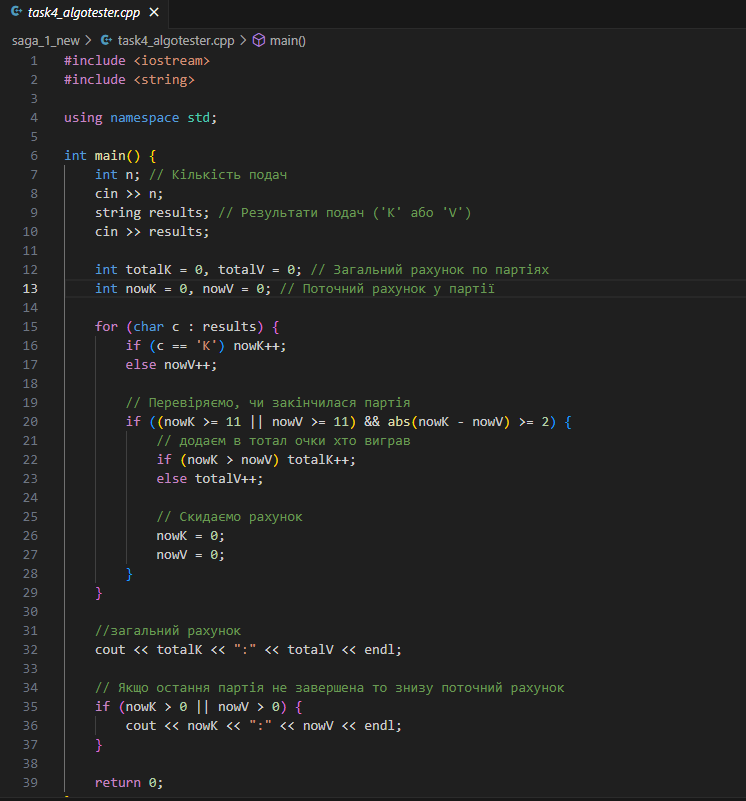 task4_algotester.cpp ✕
saga_1_new > task4_algotester.cpp > main()
1 #include <iostream>
2 #include <string>
3
4 using namespace std;
5
6 int main() {
7 int n; // Кількість подач
8 cin >> n;
9 string results; // Результати подач ('K' або 'V')
10 cin >> results;
11
12 int totalK = 0, totalV = 0; // Загальний рахунок по партіях
13 int nowK = 0, nowV = 0; // Поточний рахунок у партії
14
15 for (char c : results) {
16 if (c == 'K') nowK++;
17 else nowV++;
18
19 // Перевіряємо, чи закінчилася партія
20 if ((nowK >= 11 || nowV >= 11) && abs(nowK - nowV) >= 2) {
21 // додаєм в тотал очки хто виграв
22 if (nowK > nowV) totalK++;
23 else totalV++;
24
25 // Скидаємо рахунок
26 nowK = 0;
27 nowV = 0;
28 }
29 }
30
31 //загальний рахунок
32 cout << totalK << ":" << totalV << endl;
33
34 // Якщо остання партія не завершена то знизу поточний рахунок
35 if (nowK > 0 || nowV > 0) {
36 cout << nowK << ":" << nowV << endl;
37 }
38
39 return 0;